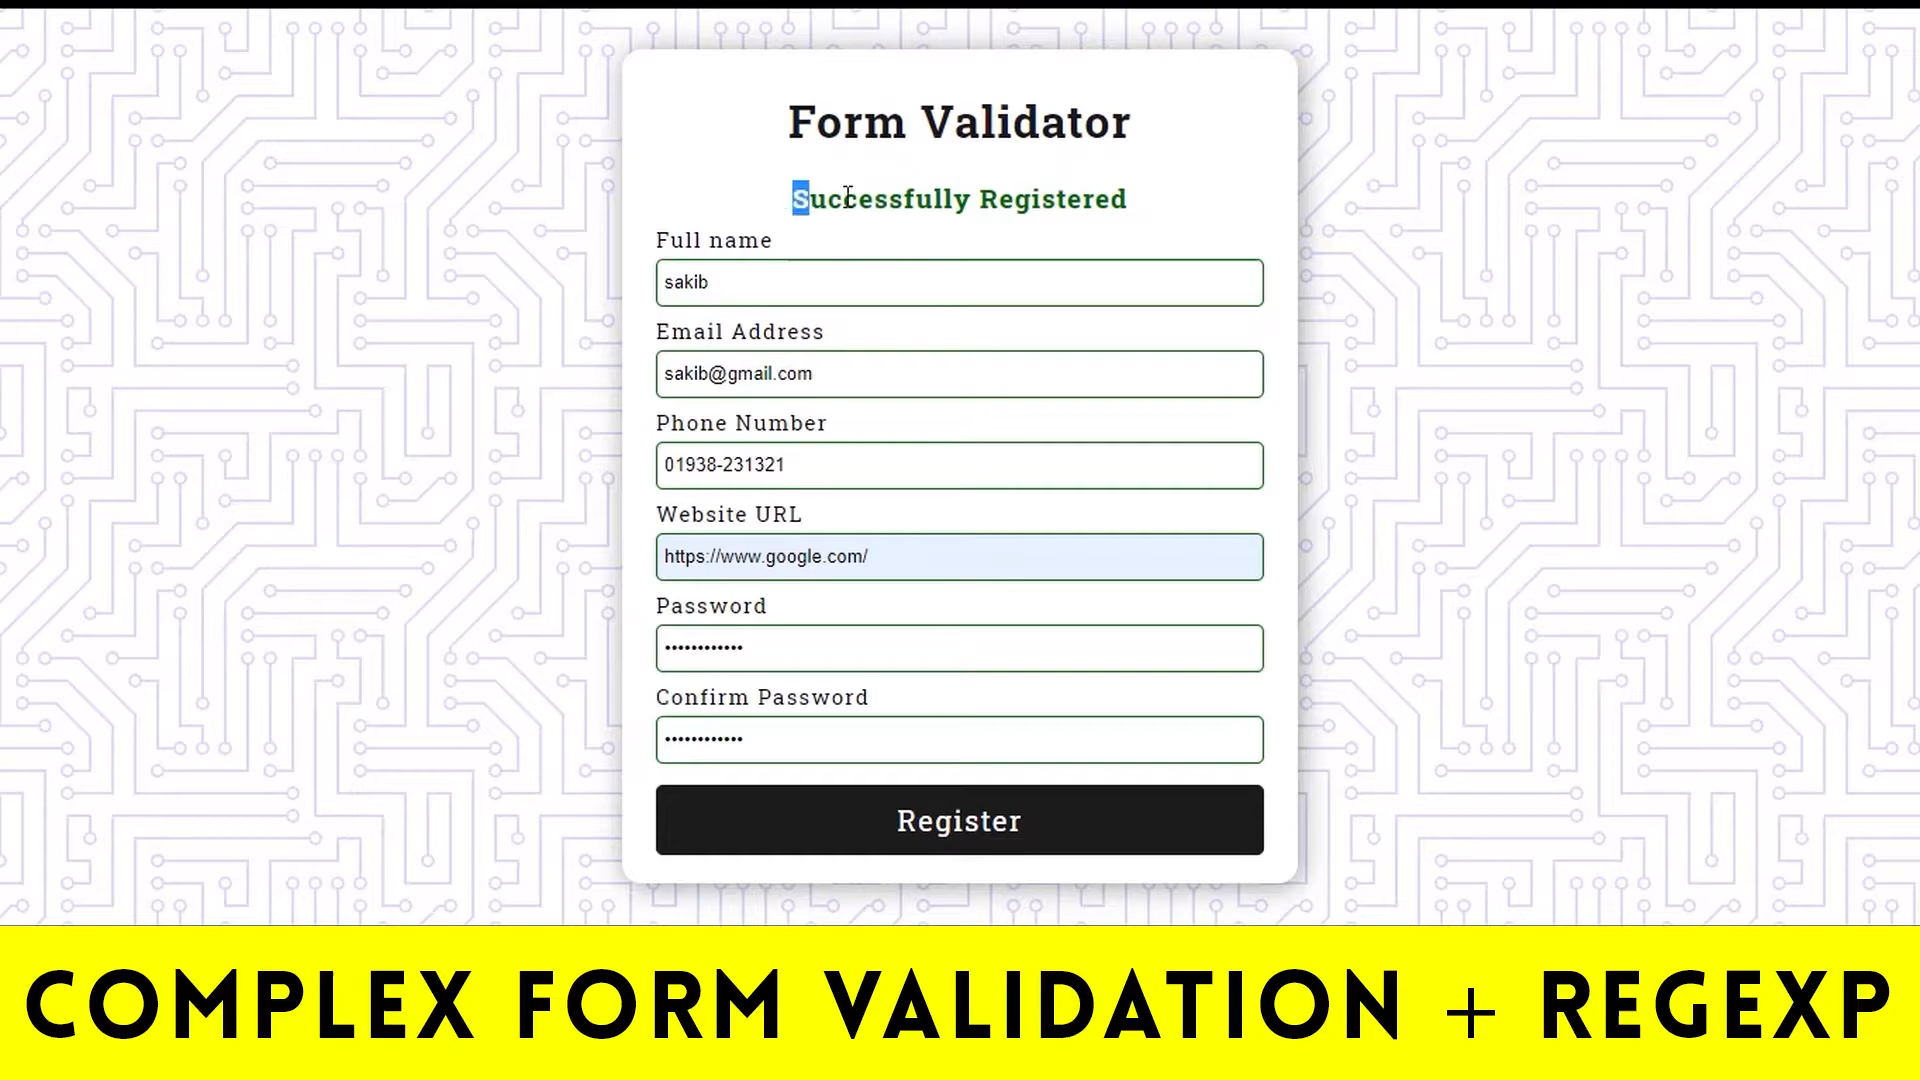 Form Validator
Successfully Registered
Full name
sakib
Email Address
sakib@gmail.com
Phone Number
01938-231321
Website URL
https://www.google.com/
Password
••••••••••••
Confirm Password
••••••••••••
Register
COMPLEX FORM VALIDATION + REGEXP